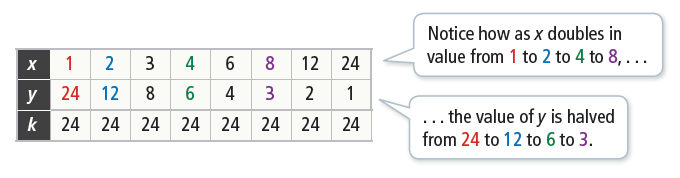 Notice how as x doubles in
value from 1 to 2 to 4 to 8, . . .
x 1 2 3 4 6 8 12 24
y 24 12 8 6 4 3 2 1
k 24 24 24 24 24 24 24 24
. . . the value of y is halved
from 24 to 12 to 6 to 3.